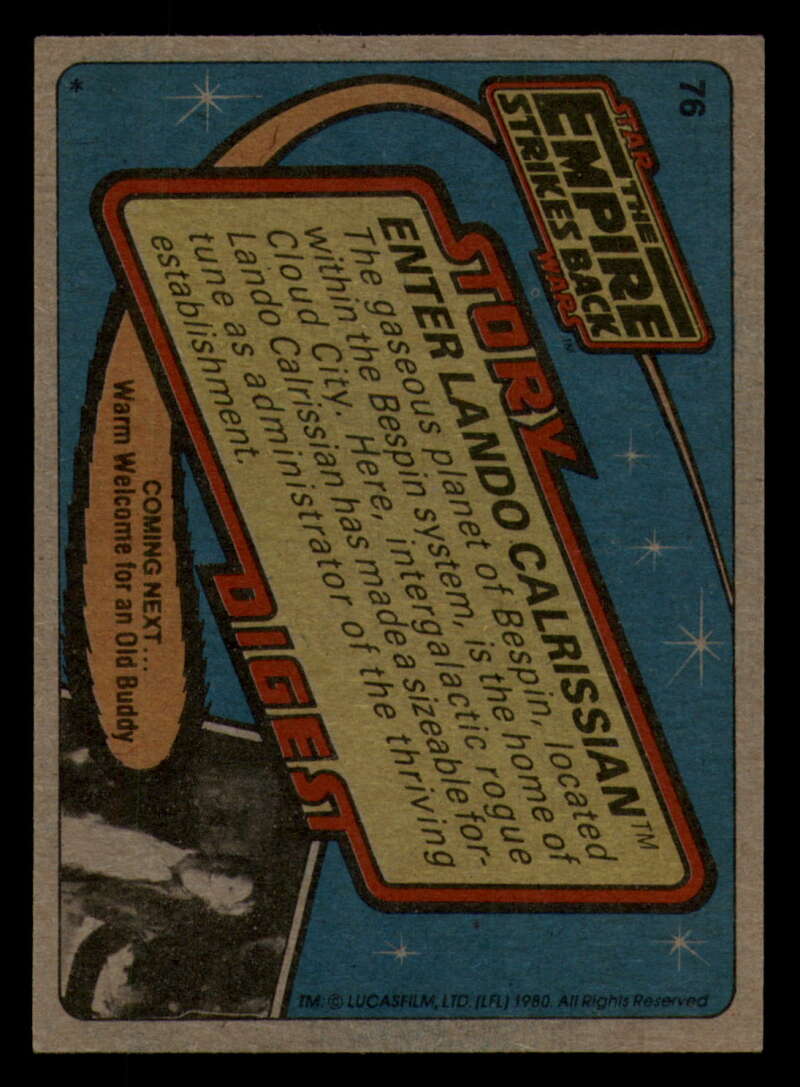 76
STAR
THE
EMPIRE
STRIKES BACK
WARS™
STORY
ENTER LANDO CALRISSIAN™
The gaseous planet of Bespin, located
within the Bespin system, is the home of
Cloud City. Here, intergalactic rogue
Lando Calrissian has made a sizeable for-
tune as administrator of the thriving
establishment.
DIGEST
COMING NEXT...
Warm Welcome for an Old Buddy
*
TM: © LUCASFILM, LTD. (LFL) 1980. All Rights Reserved